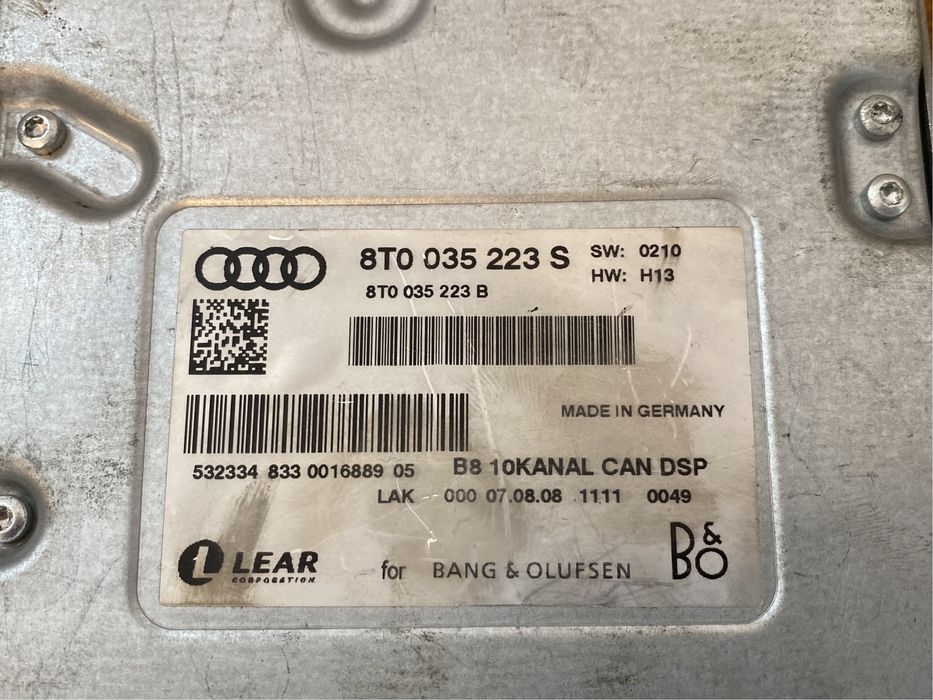 8T0 035 223 S SW: 0210
8T0 035 223 B HW: H13
MADE IN GERMANY
532334 833 0016889 05 B8 10KANAL CAN DSP
LAK -- 000 07.08.08 1111 0049
LEAR
CORPORATION
for BANG & OLUFSEN B&O